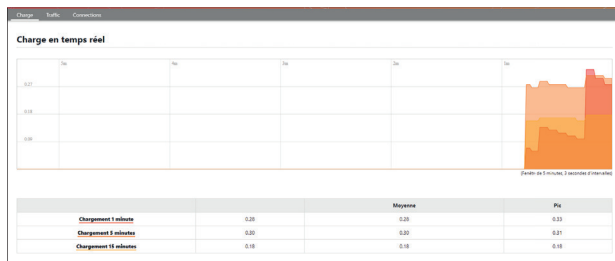 Charge Traffic Connections
Charge en temps réel
5m 4m 3m 2m 1m
0.27
0.18
0.09
(Fenêtre de 5 minutes, 3 secondes d'intervalles)
Moyenne Pic
Chargement 1 minute 0.26 0.29 0.33
Chargement 5 minutes 0.30 0.30 0.31
Chargement 15 minutes 0.18 0.18 0.18